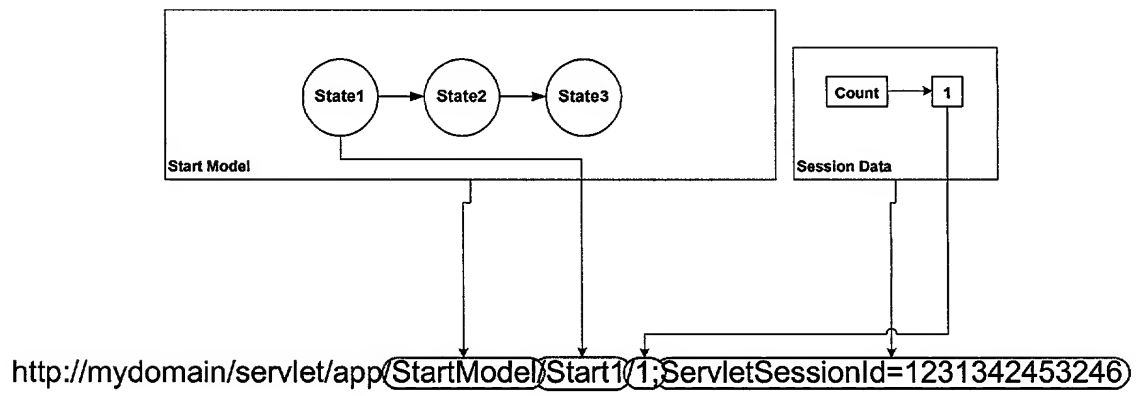 State1
State2
State3
Start Model
Count
1
Session Data
http://mydomain/servlet/app/StartModel/Start1/1;ServletSessionId=1231342453246